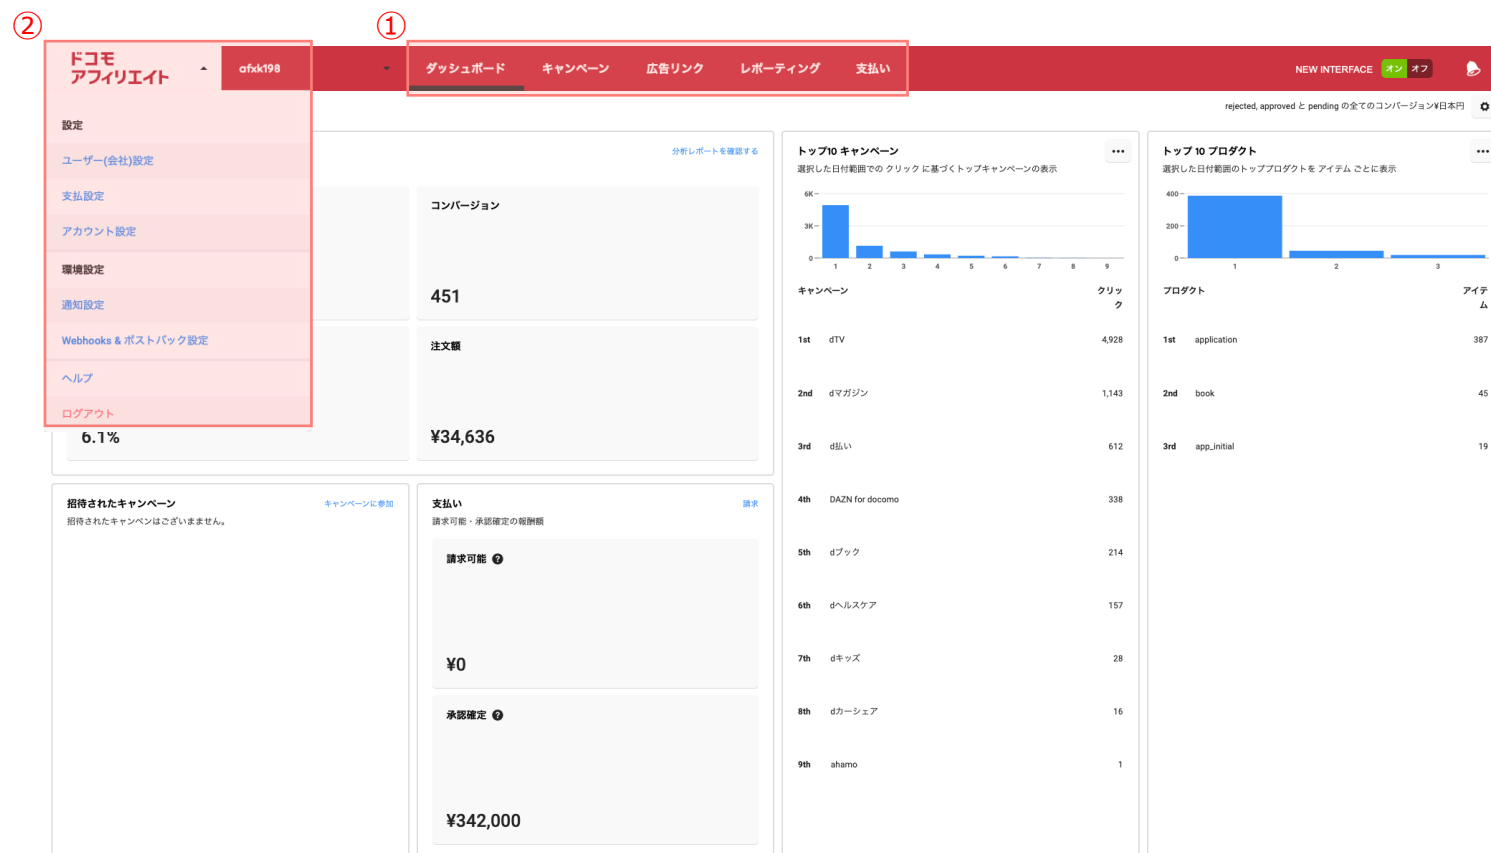 ②
①
ドコモ
アフィリエイト
afxk198
ダッシュボード
キャンペーン
広告リンク
レポーティング
支払い
NEW INTERFACE
オン オフ
rejected, approved と pending の全てのコンバージョン¥日本円
設定
ユーザー(会社)設定
支払設定
アカウント設定
環境設定
通知設定
Webhooks & ポストバック設定
ヘルプ
ログアウト
分析レポートを確認する
コンバージョン
451
注文額
6.1%
¥34,636
招待されたキャンペーン
キャンペーンに参加
招待されたキャンペンはございまません。
支払い
請求
請求可能・承認確定の報酬額
請求可能
¥0
承認確定
¥342,000
トップ10 キャンペーン
選択した日付範囲での クリック に基づくトップキャンペーンの表示
6K
3K
0
1 2 3 4 5 6 7 8 9
キャンペーン
クリッ
ク
1st dTV 4,928
2nd dマガジン 1,143
3rd d払い 612
4th DAZN for docomo 338
5th dブック 214
6th dヘルスケア 157
7th dキッズ 28
8th dカーシェア 16
9th ahamo 1
トップ 10 プロダクト
選択した日付範囲のトッププロダクトを アイテム ごとに表示
400
200
0
1 2 3
プロダクト
アイテ
ム
1st application 387
2nd book 45
3rd app_initial 19